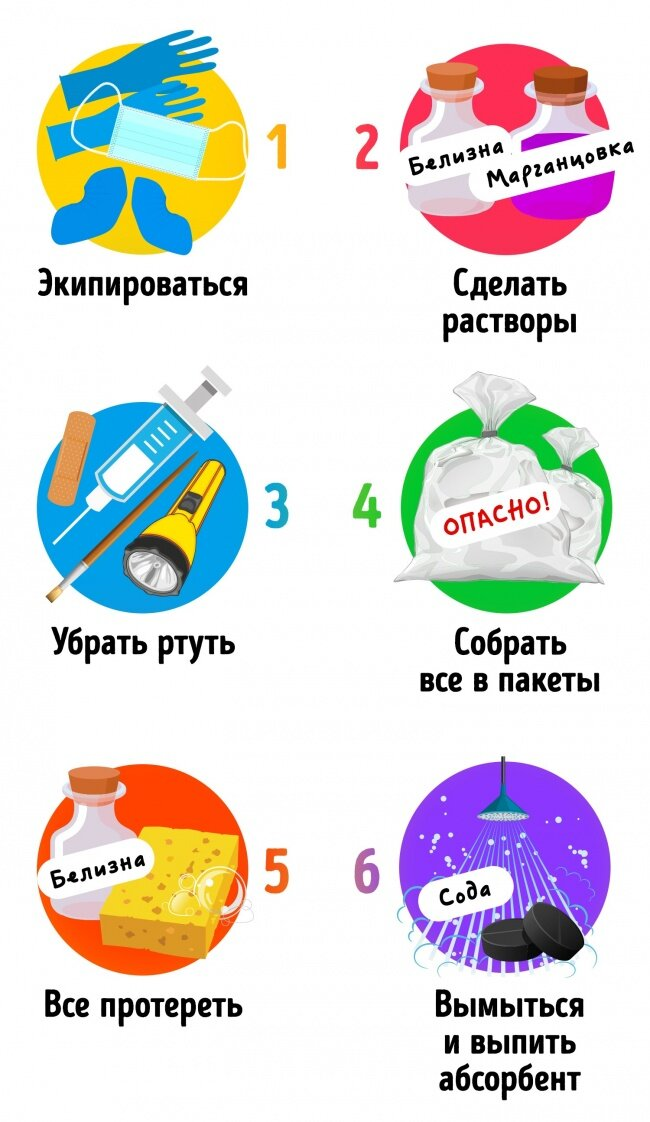 1
2
Белизна
Марганцовка
Экипироваться
Сделать
растворы
3
4
ОПАСНО!
Убрать ртуть
Собрать
все в пакеты
Белизна
5
6
Сода
Все протереть
Вымыться
и выпить
абсорбент